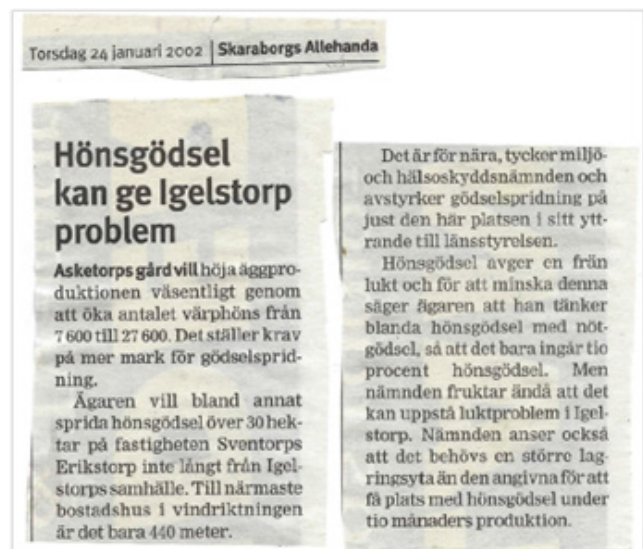 Torsdag 24 januari 2002 | Skaraborgs Allehanda
Hönsgödsel
kan ge Igelstorp
problem
Asketorps gård vill höja äggpro-
duktionen väsentligt genom
att öka antalet värphöns från
7 600 till 27 600. Det ställer krav
på mer mark för gödselsprid-
ning.
Ägaren vill bland annat
sprida hönsgödsel över 30 hek-
tar på fastigheten Sventorps
Erikstorp inte långt från Igel-
storps samhälle. Till närmaste
bostadshus i vindriktningen
är det bara 440 meter.
Det är för nära, tycker miljö-
och hälsoskyddsnämnden och
avstyrker gödselspridning på
just den här platsen i sitt ytt-
rande till länsstyrelsen.
Hönsgödsel avger en från
lukt och för att minska denna
säger ägaren att han tänker
blanda hönsgödsel med nöt-
gödsel, så att det bara ingår tio
procent hönsgödsel. Men
nämnden fruktar ändå att det
kan uppstå luktproblem i Igel-
storp. Nämnden anser också
att det behövs en större lag-
ringsyta än den angivna för att
få plats med hönsgödsel under
tio månaders produktion.